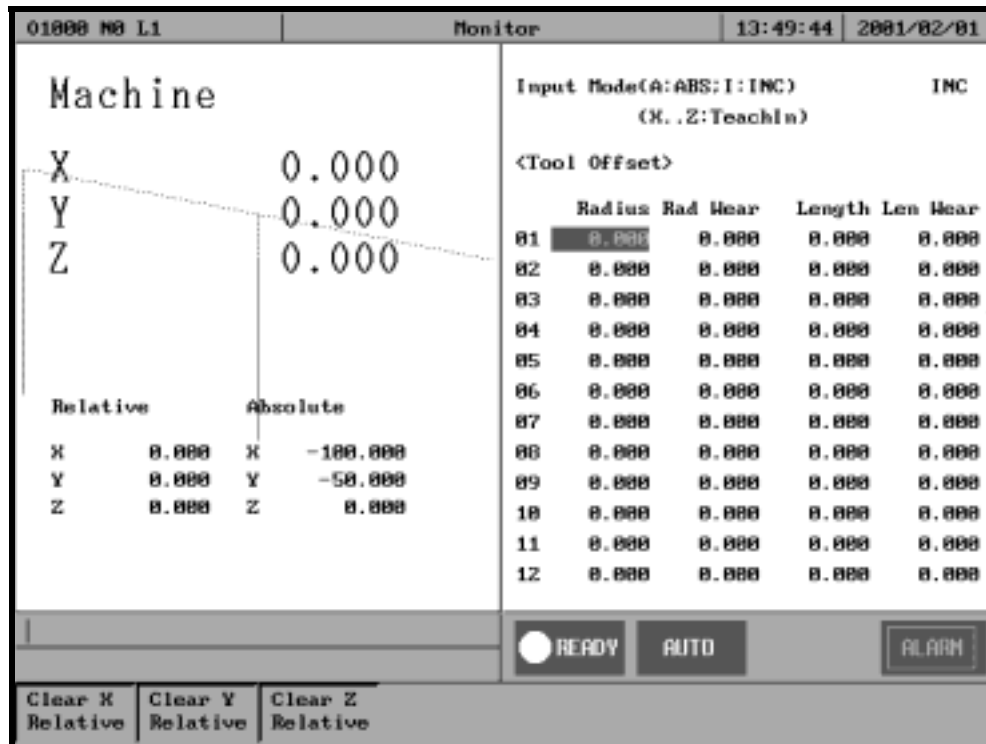 O1000 N0 L1 Monitor 13:49:44 2001/02/01
Machine
X 0.000
Y 0.000
Z 0.000
Relative Absolute
X 0.000 X -100.000
Y 0.000 Y -50.000
Z 0.000 Z 0.000
Input Mode(A:ABS;I:INC) INC
(X..Z:TeachIn)
<Tool Offset>
Radius Rad Wear Length Len Wear
01 0.000 0.000 0.000 0.000
02 0.000 0.000 0.000 0.000
03 0.000 0.000 0.000 0.000
04 0.000 0.000 0.000 0.000
05 0.000 0.000 0.000 0.000
06 0.000 0.000 0.000 0.000
07 0.000 0.000 0.000 0.000
08 0.000 0.000 0.000 0.000
09 0.000 0.000 0.000 0.000
10 0.000 0.000 0.000 0.000
11 0.000 0.000 0.000 0.000
12 0.000 0.000 0.000 0.000
READY AUTO ALARM
Clear X Clear Y Clear Z
Relative Relative Relative